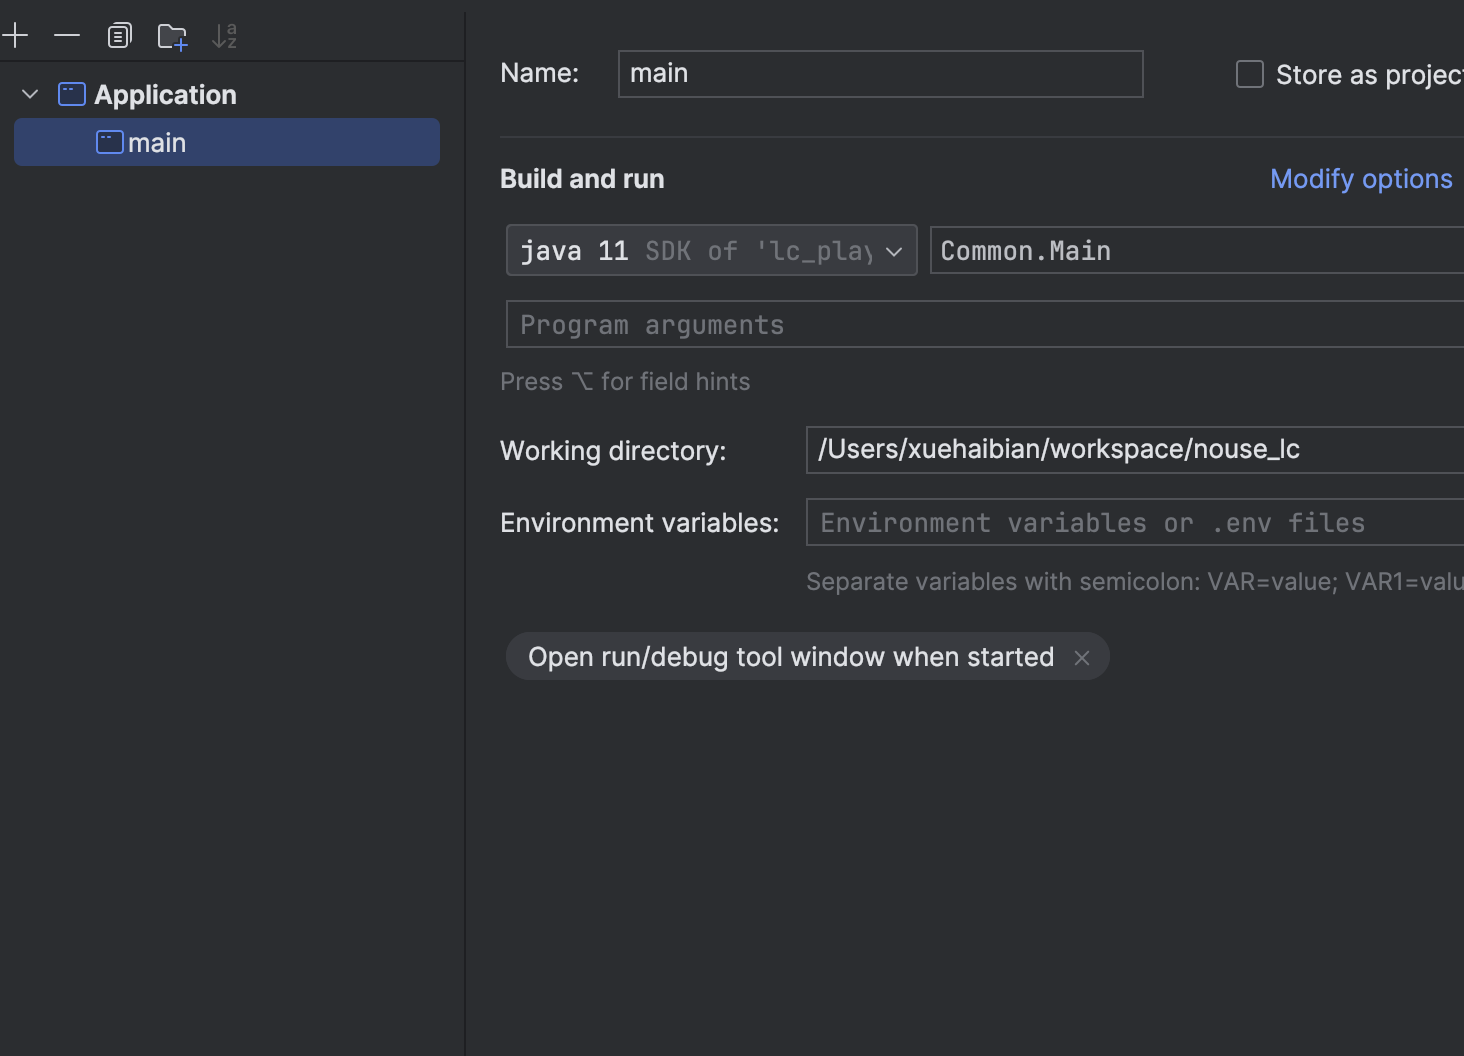 Application
main
Name:
main
Store as projec
Build and run
Modify options
java 11 SDK of 'lc_play
Common.Main
Program arguments
Press ⌥ for field hints
Working directory:
/Users/xuehaibian/workspace/nouse_lc
Environment variables:
Environment variables or .env files
Separate variables with semicolon: VAR=value; VAR1=valu
Open run/debug tool window when started